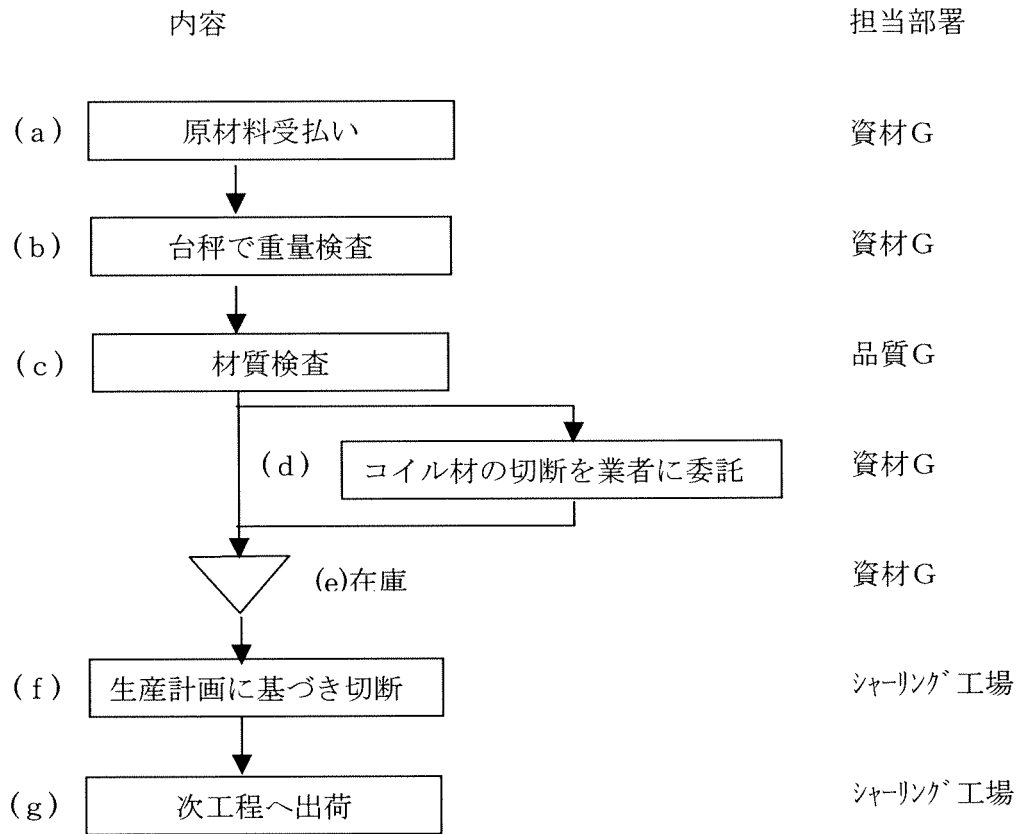 内容 担当部署
(a) 原材料受払い 資材G
(b) 台秤で重量検査 資材G
(c) 材質検査 品質G
(d) コイル材の切断を業者に委託 資材G
(e)在庫 資材G
(f) 生産計画に基づき切断 ｼｬｰﾘﾝｸﾞ工場
(g) 次工程へ出荷 ｼｬｰﾘﾝｸﾞ工場